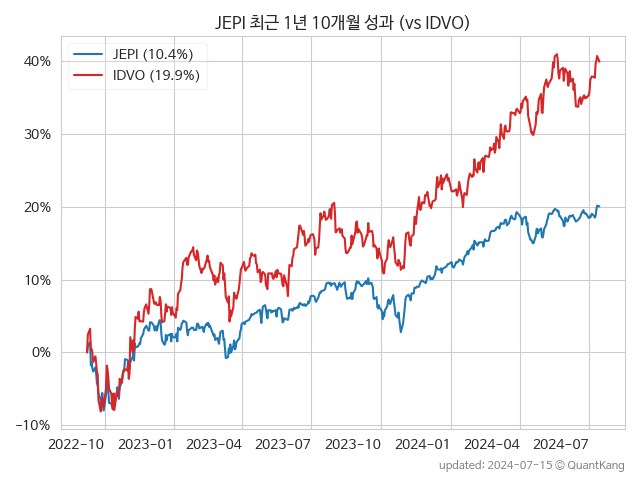 JEPI 최근 1년 10개월 성과 (vs IDVO)
JEPI (10.4%)
IDVO (19.9%)
40%
30%
20%
10%
0%
−10%
2022−10 2023−01 2023−04 2023−07 2023−10 2024−01 2024−04 2024−07
updated: 2024-07-15 © QuantKang